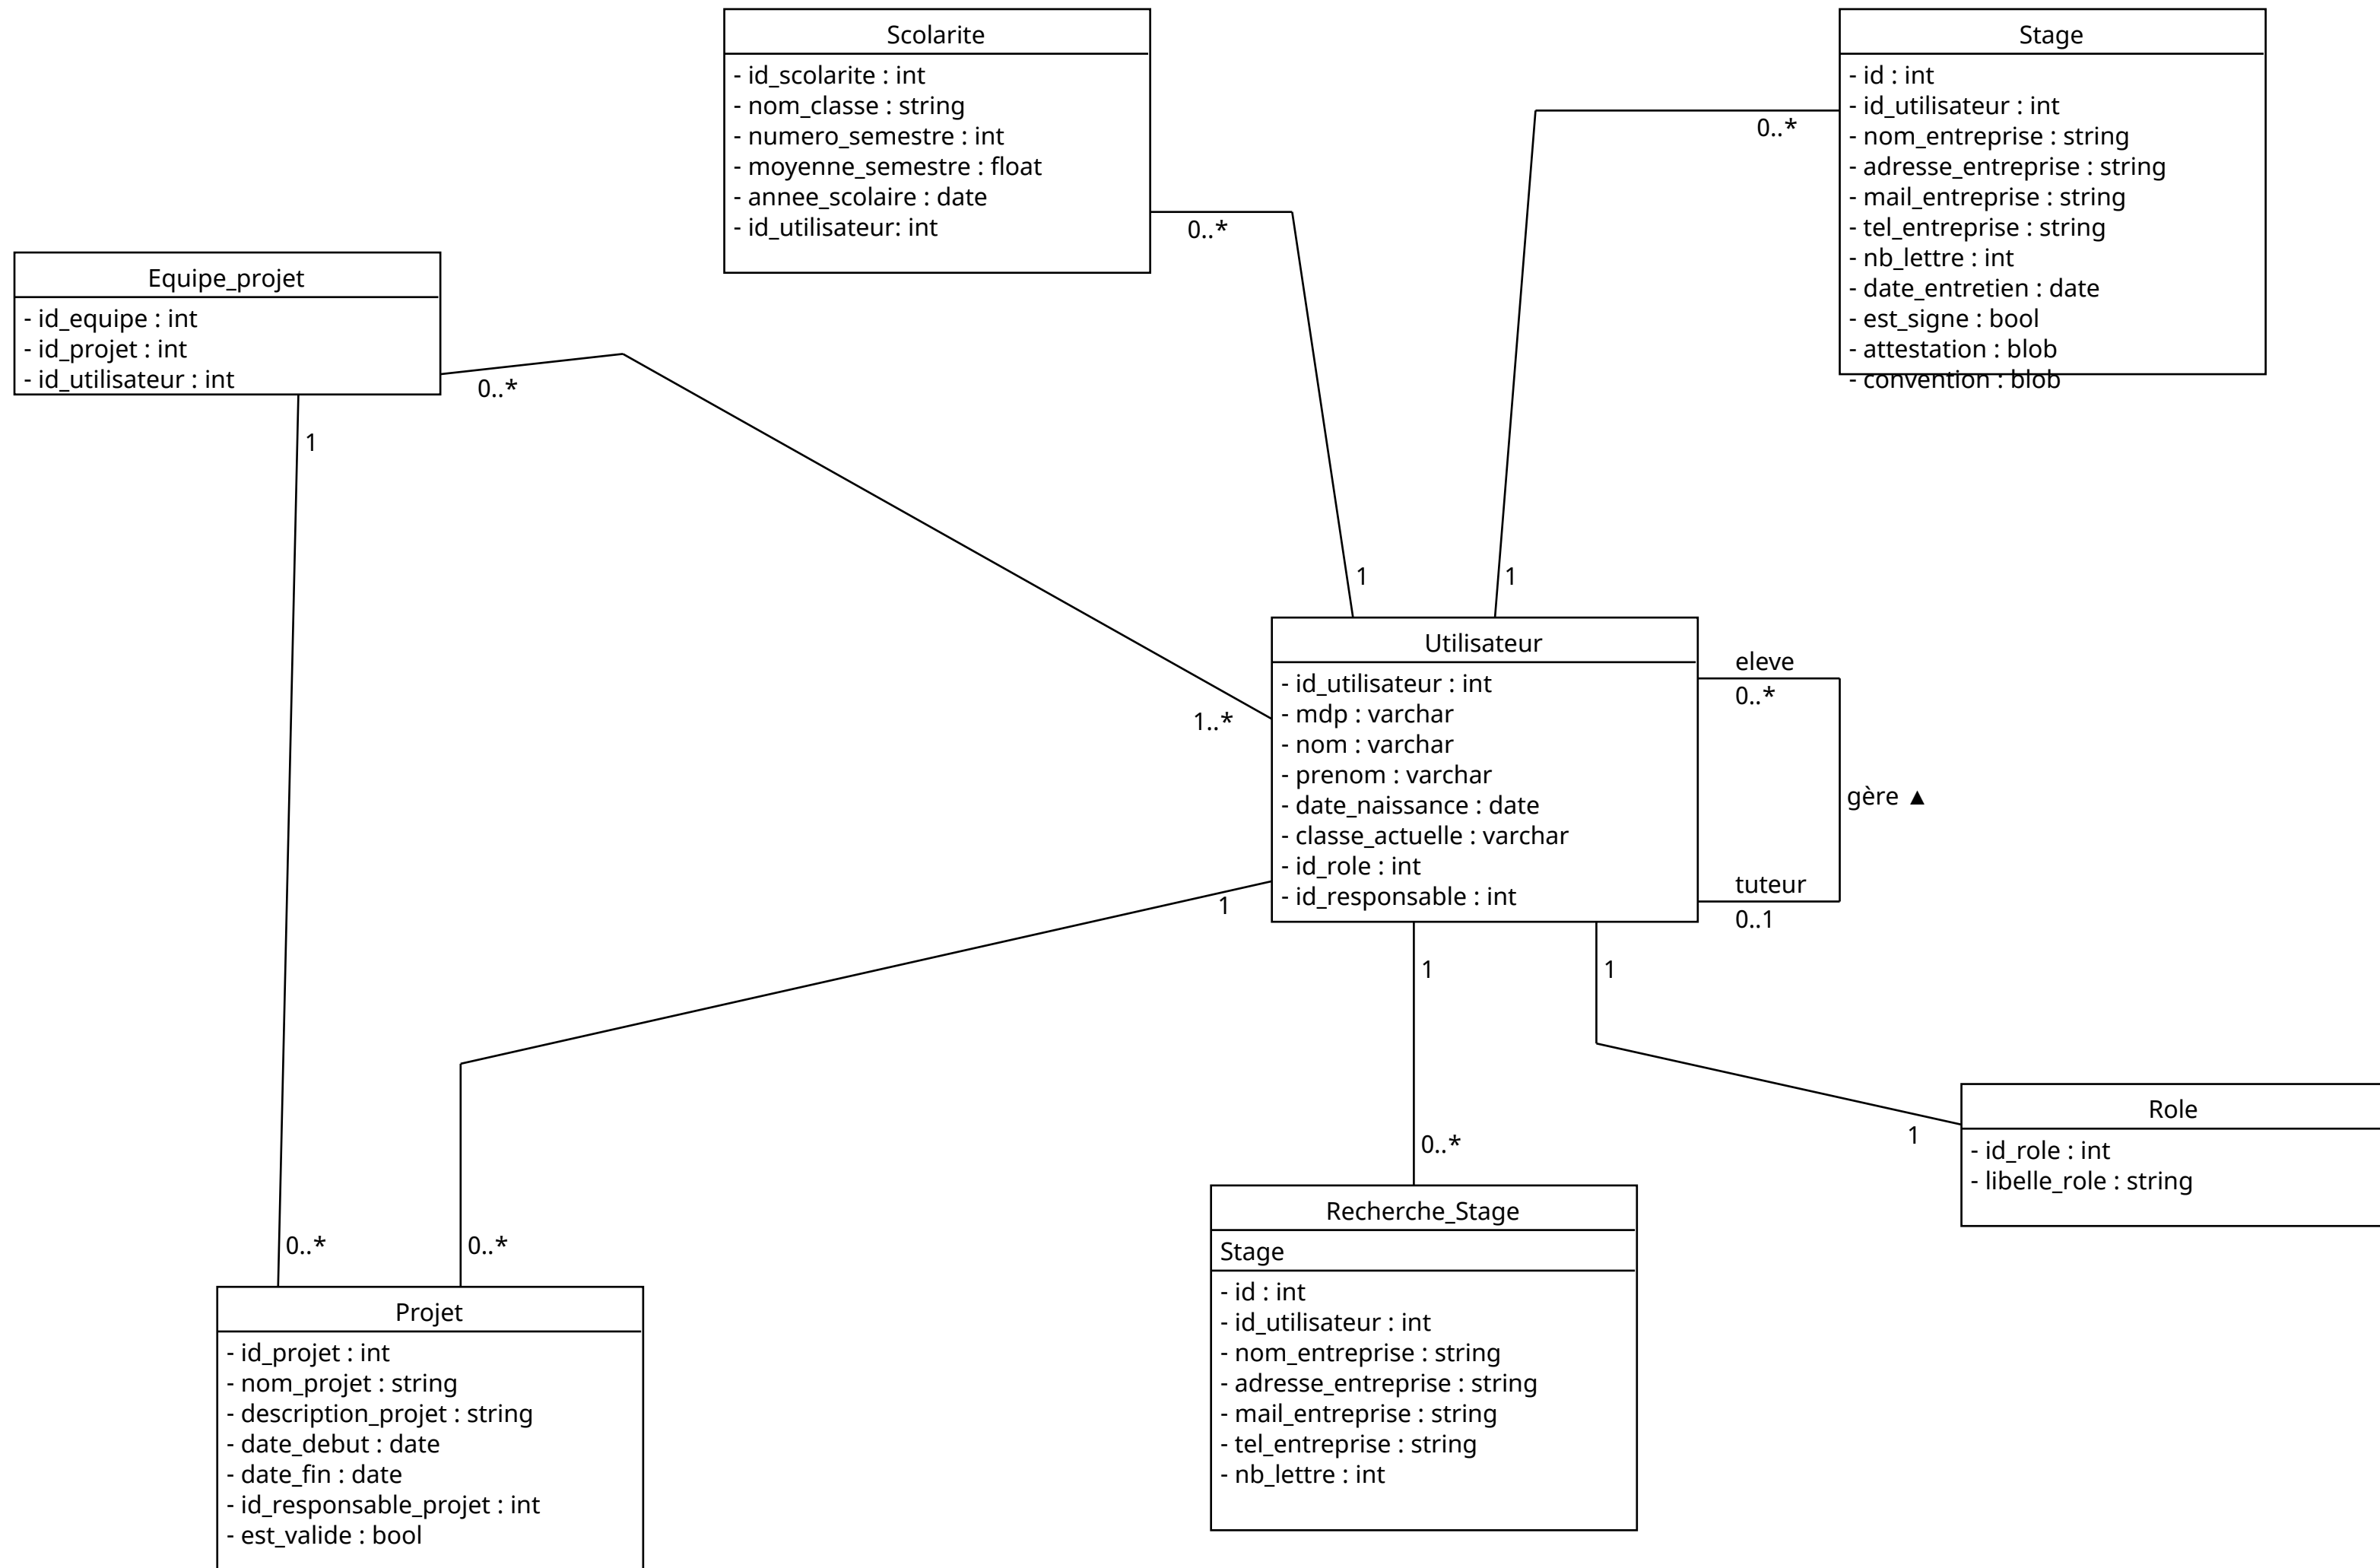 Scolarite
- id_scolarite : int
- nom_classe : string
- numero_semestre : int
- moyenne_semestre : float
- annee_scolaire : date
- id_utilisateur: int
0..*
1
Stage
- id : int
- id_utilisateur : int
- nom_entreprise : string
- adresse_entreprise : string
- mail_entreprise : string
- tel_entreprise : string
- nb_lettre : int
- date_entretien : date
- est_signe : bool
- attestation : blob
- convention : blob
0..*
1
Equipe_projet
- id_equipe : int
- id_projet : int
- id_utilisateur : int
0..*
1
1..*
Utilisateur
- id_utilisateur : int
- mdp : varchar
- nom : varchar
- prenom : varchar
- date_naissance : date
- classe_actuelle : varchar
- id_role : int
- id_responsable : int
eleve
0..*
gère ▲
tuteur
0..1
1
1
1
0..*
1
Role
- id_role : int
- libelle_role : string
0..*
0..*
Projet
- id_projet : int
- nom_projet : string
- description_projet : string
- date_debut : date
- date_fin : date
- id_responsable_projet : int
- est_valide : bool
Recherche_Stage
Stage
- id : int
- id_utilisateur : int
- nom_entreprise : string
- adresse_entreprise : string
- mail_entreprise : string
- tel_entreprise : string
- nb_lettre : int